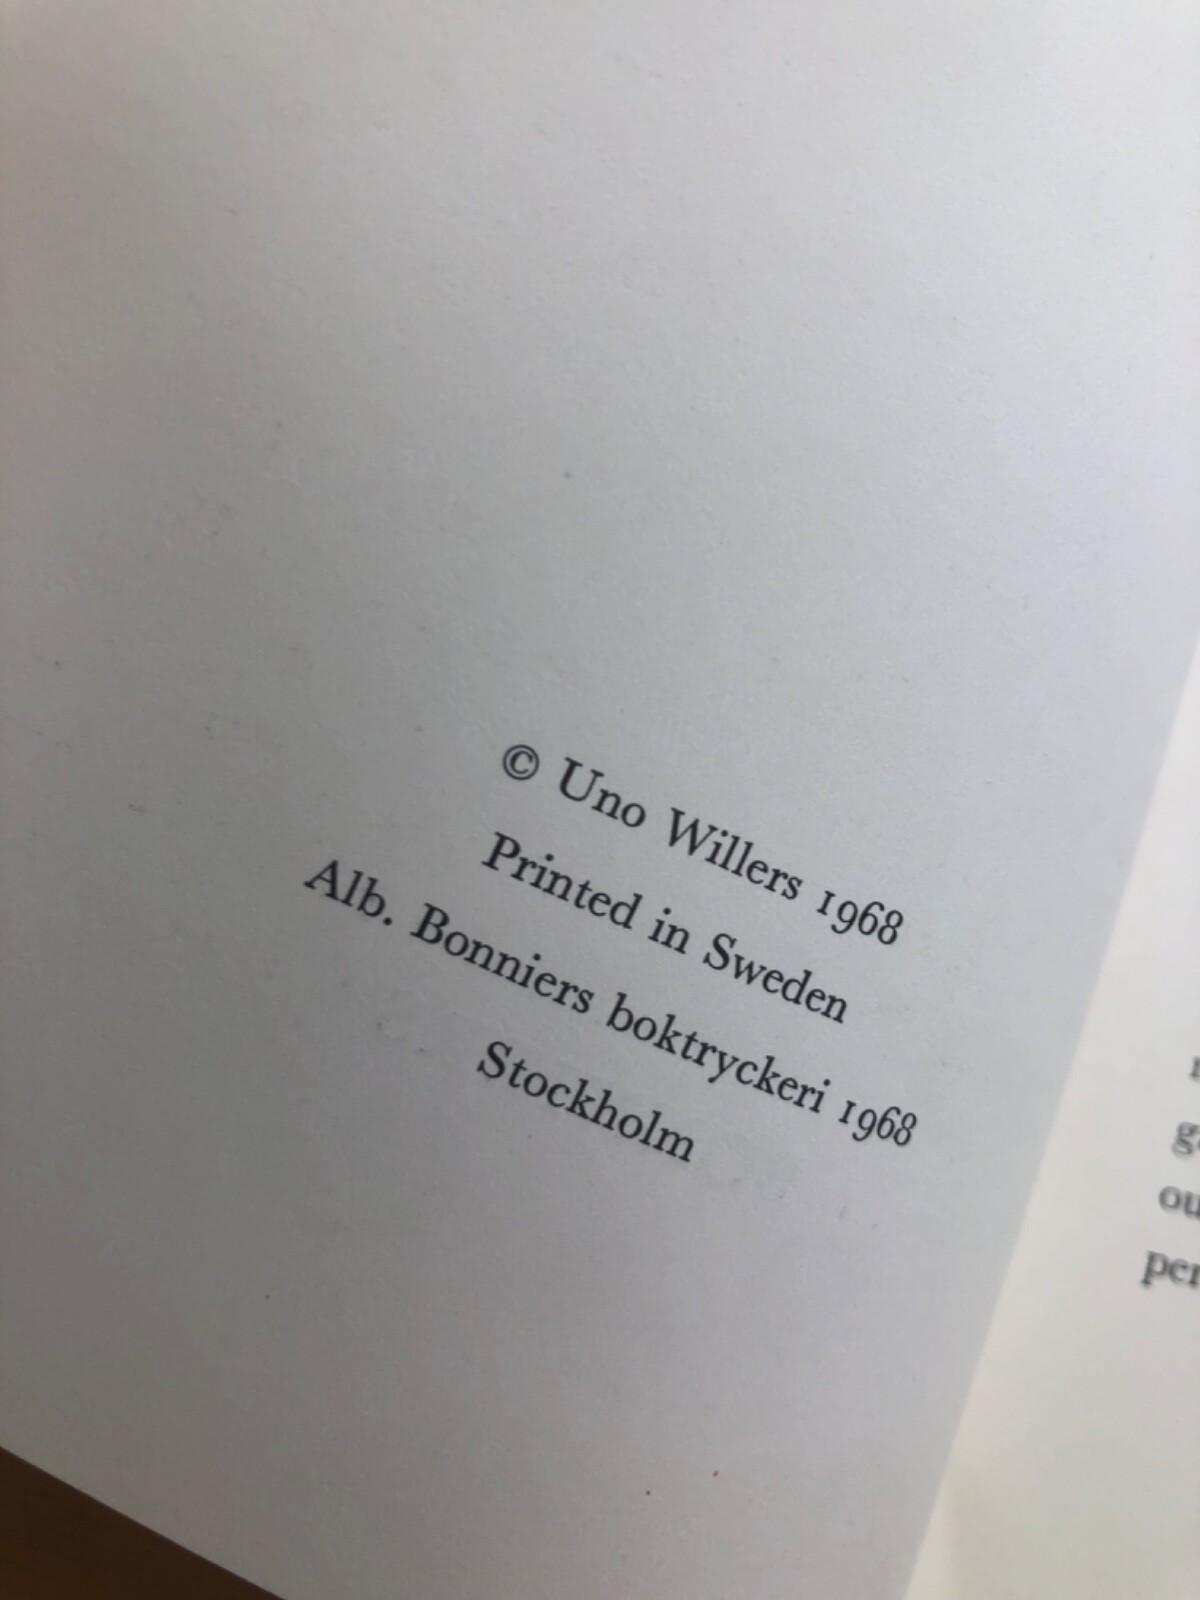 © Uno Willers 1968
Printed in Sweden
Alb. Bonniers boktryckeri 1968
Stockholm